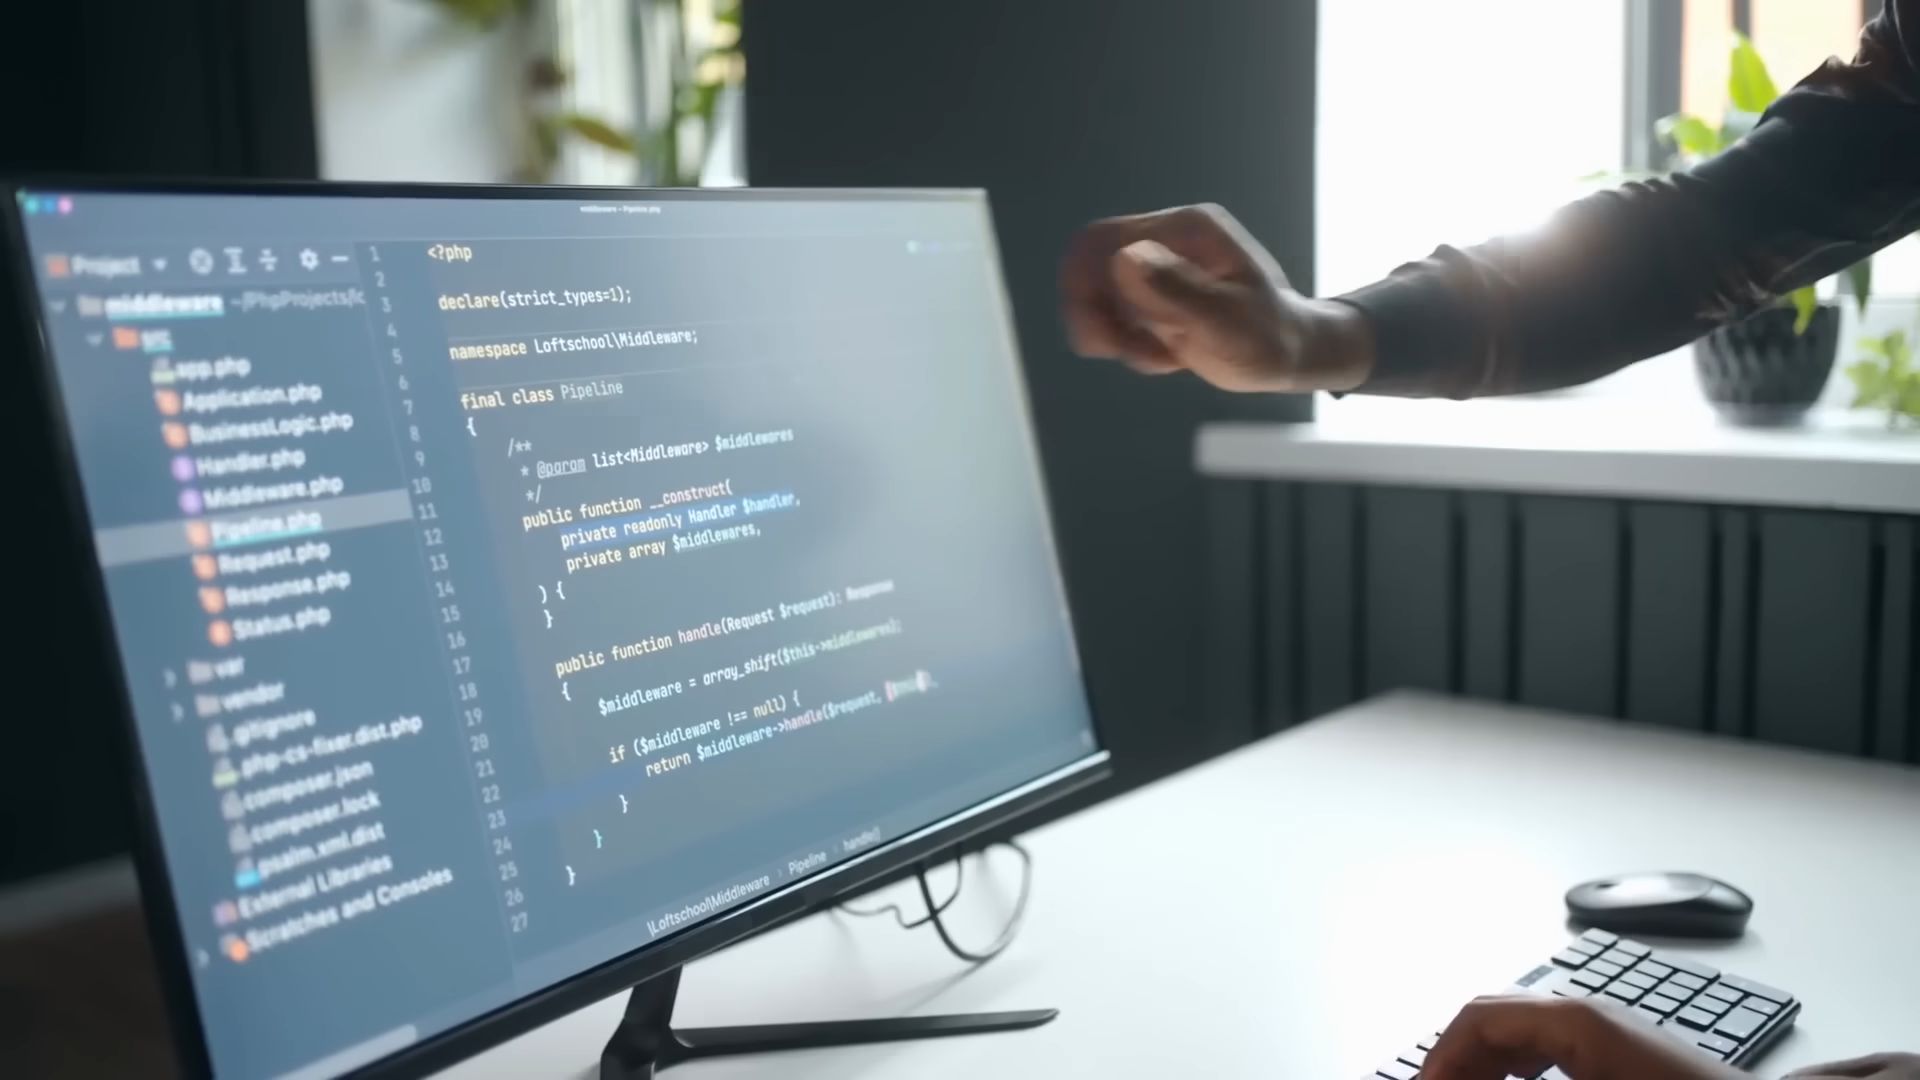 middleware – Pipeline.php
Project
middleware ~/PhpProjects/lo
src
app.php
Application.php
BusinessLogic.php
Handler.php
Middleware.php
Pipeline.php
Request.php
Response.php
Status.php
var
vendor
.gitignore
.php-cs-fixer.dist.php
composer.json
composer.lock
psalm.xml.dist
External Libraries
Scratches and Consoles
1
2
3
4
5
6
7
8
9
10
11
12
13
14
15
16
17
18
19
20
21
22
23
24
25
26
27
<?php
declare(strict_types=1);
namespace Loftschool\Middleware;
final class Pipeline
{
/**
* @param list<Middleware> $middlewares
*/
public function __construct(
private readonly Handler $handler,
private array $middlewares,
) {
}
public function handle(Request $request): Response
{
$middleware = array_shift($this->middlewares);
if ($middleware !== null) {
return $middleware->handle($request,
}
}
}
\Loftschool\Middleware › Pipeline › handle()